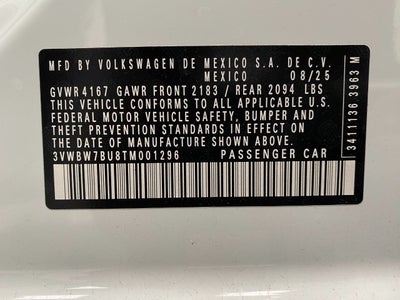 MFD BY VOLKSWAGEN DE MEXICO S.A. DE C.V.
MEXICO 08/25
GVWR 4167 GAWR FRONT 2183 / REAR 2094 LBS
THIS VEHICLE CONFORMS TO ALL APPLICABLE U.S.
FEDERAL MOTOR VEHICLE SAFETY, BUMPER AND
THEFT PREVENTION STANDARDS IN EFFECT ON
THE DATE OF MANUFACTURE SHOWN ABOVE.
3VWBW7BU8TM001296 PASSENGER CAR
34111136 3963 M